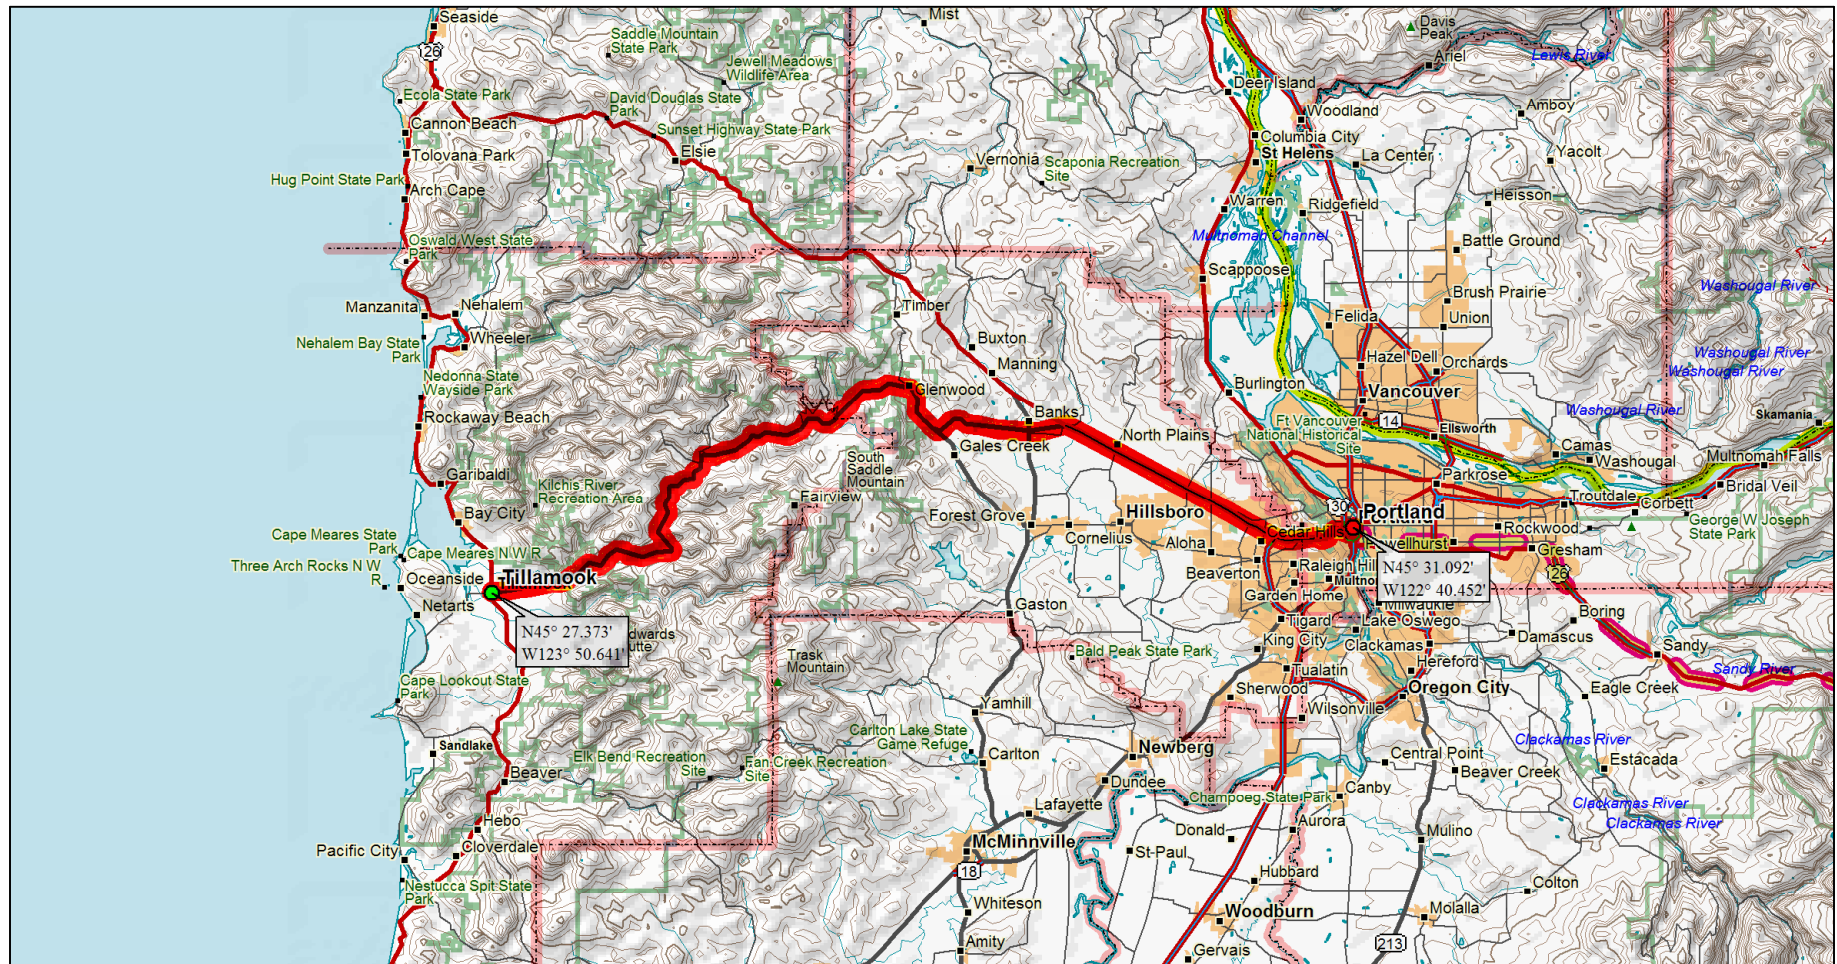 Seaside
Mist
Davis
Peak
26
Saddle Mountain
State Park
Jewell Meadows
Wildlife Area
Lewis River
Ariel
Deer Island
Ecola State Park
David Douglas State
Park
Woodland
Amboy
Cannon Beach
Sunset Highway State Park
Columbia City
Tolovana Park
Elsie
St Helens
La Center
Yacolt
Vernonia
Scaponia Recreation
Site
Hug Point State Park
Arch Cape
Warren
Ridgefield
Heisson
Oswald West State
Park
Multnomah Channel
Battle Ground
Scappoose
Washougal River
Brush Prairie
Manzanita
Nehalem
Timber
Felida
Union
Nehalem Bay State
Park
Wheeler
Buxton
Manning
Hazel Dell
Orchards
Washougal River
Washougal River
Nedonna State
Wayside Park
Glenwood
Burlington
Vancouver
Rockaway Beach
Banks
Ft Vancouver
National Historical
Site
14
Ellsworth
Washougal River
Skamania
North Plains
Gales Creek
Camas
Washougal
Multnomah Falls
South
Saddle
Mountain
Garibaldi
Kilchis River
Recreation Area
Fairview
Parkrose
Troutdale
Bridal Veil
Corbett
Bay City
Forest Grove
Hillsboro
30
Portland
Rockwood
George W Joseph
State Park
Cape Meares State
Park
Cornelius
Aloha
Cedar Hills
wellhurst
Gresham
Cape Meares N W R
Three Arch Rocks N W
R
Oceanside
Tillamook
Beaverton
Raleigh Hill
N45° 31.092'
W122° 40.452'
26
Netarts
Garden Home
Multno
Milwaukie
Gaston
Boring
N45° 27.373'
W123° 50.641'
dwards
utte
Tigard
Lake Oswego
Damascus
King City
Clackamas
Sandy
Trask
Mountain
Bald Peak State Park
Tualatin
Hereford
Sandy River
Cape Lookout State
Park
Sherwood
Oregon City
Eagle Creek
Yamhill
Wilsonville
Carlton Lake State
Game Refuge
Sandlake
Newberg
Clackamas River
Elk Bend Recreation
Site
Fan Creek Recreation
Site
Carlton
Central Point
Estacada
Beaver
Beaver Creek
Dundee
Champoeg State Park
Canby
Lafayette
Clackamas River
Clackamas River
Hebo
Aurora
Donald
Mulino
Pacific City
Cloverdale
McMinnville
St Paul
18
Hubbard
Colton
Nestucca Spit State
Park
Whiteson
Woodburn
Molalla
Amity
Gervais
213